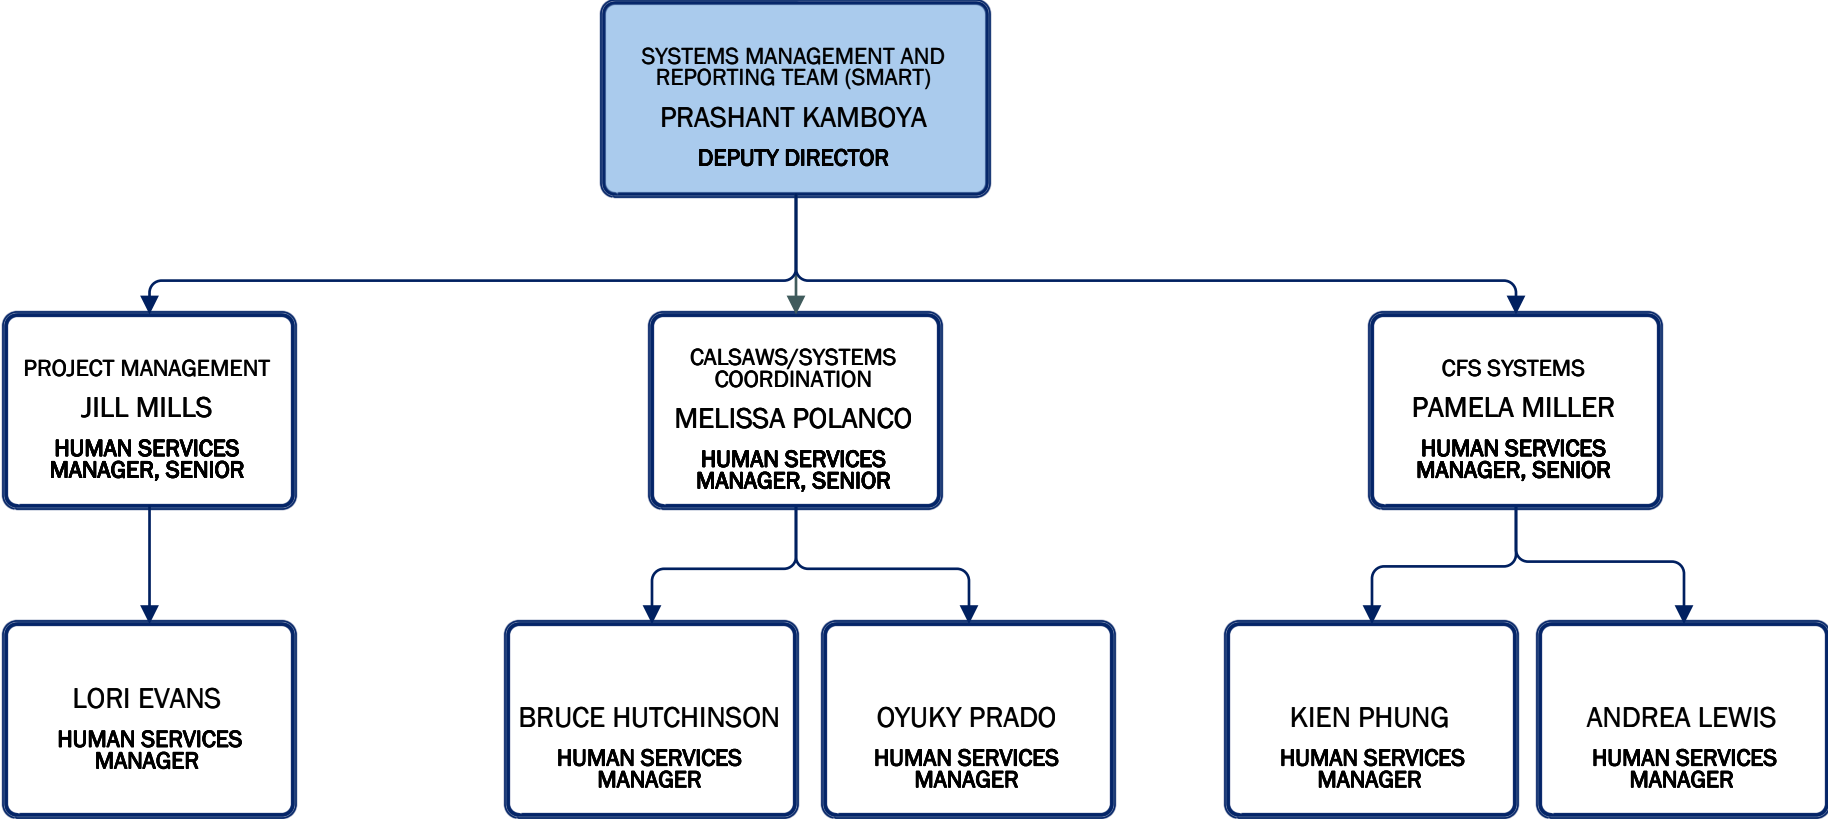 SYSTEMS MANAGEMENT AND
REPORTING TEAM (SMART)
PRASHANT KAMBOYA
DEPUTY DIRECTOR
PROJECT MANAGEMENT
JILL MILLS
HUMAN SERVICES
MANAGER, SENIOR
CALSAWS/SYSTEMS
COORDINATION
MELISSA POLANCO
HUMAN SERVICES
MANAGER, SENIOR
CFS SYSTEMS
PAMELA MILLER
HUMAN SERVICES
MANAGER, SENIOR
LORI EVANS
HUMAN SERVICES
MANAGER
BRUCE HUTCHINSON
HUMAN SERVICES
MANAGER
OYUKY PRADO
HUMAN SERVICES
MANAGER
KIEN PHUNG
HUMAN SERVICES
MANAGER
ANDREA LEWIS
HUMAN SERVICES
MANAGER